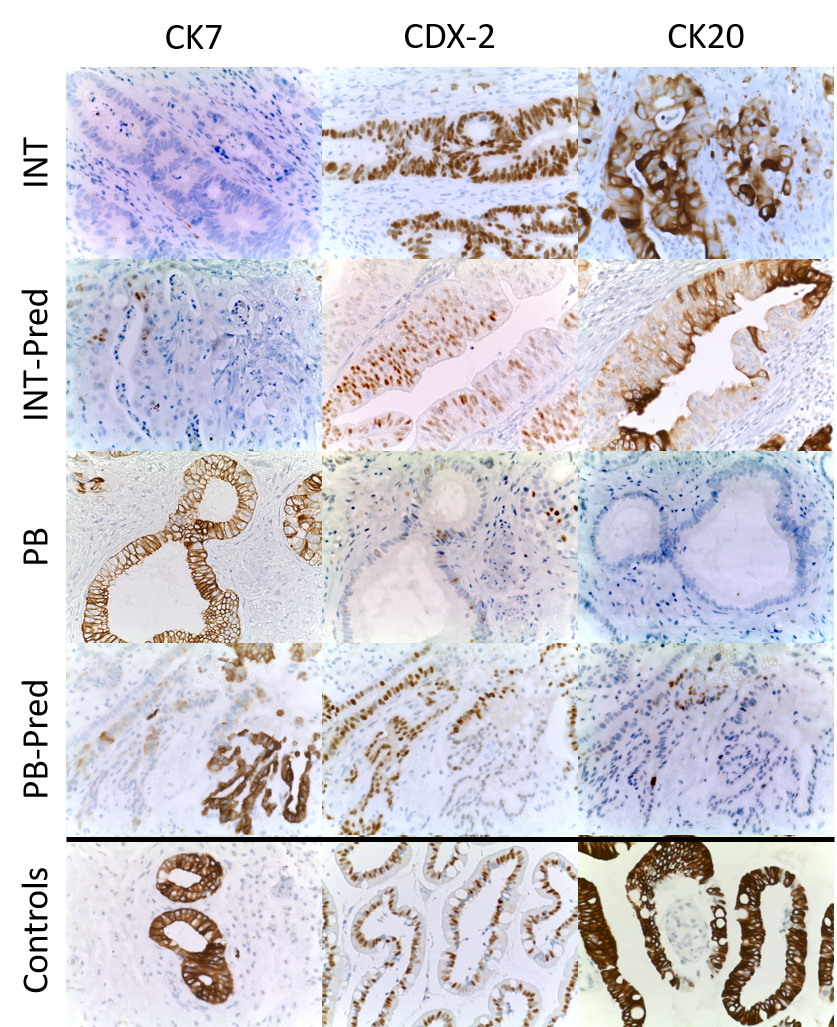 CK7 CDX-2 CK20
INT
INT-Pred
PB
PB-Pred
Controls